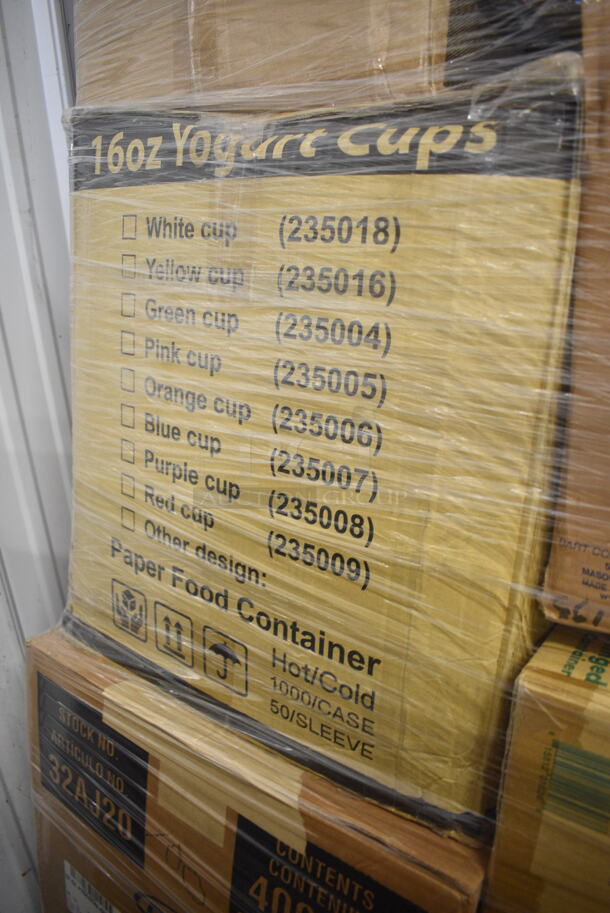 16oz Yogurt Cups
White cup (235018)
Yellow cup (235016)
Green cup (235004)
Pink cup (235005)
Orange cup (235006)
Blue cup (235007)
Purple cup (235008)
Red cup (235009)
Other design:
Paper Food Container
Hot/Cold
1000/CASE
50/SLEEVE
STOCK NO.
ARTICULO NO.
32AJ20
CONTENTS
DART
MADE